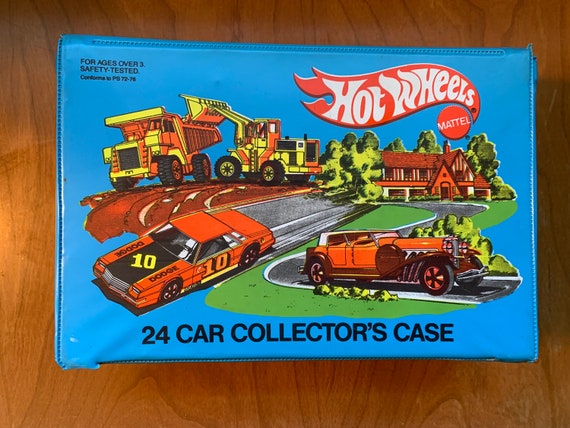 FOR AGES OVER 3.
SAFETY-TESTED.
Conforms to PS 72-76
HOT WHEELS
MATTEL
10
DODGE
10
DODGE
24 CAR COLLECTOR'S CASE